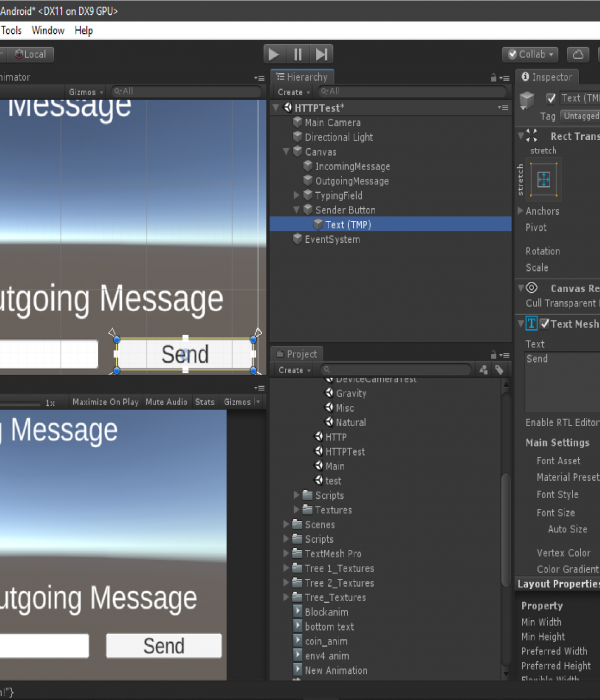 Android* <DX11 on DX9 GPU>
Tools Window Help
Local
Collab
nimator
Gizmos All
Message
utgoing Message
Send
1x Maximize On Play Mute Audio Stats Gizmos
g Message
utgoing Message
Send
Hierarchy
Create All
HTTPTest*
Main Camera
Directional Light
Canvas
IncomingMessage
OutgoingMessage
TypingField
Sender Button
Text (TMP)
EventSystem
Project
Create
DeviceCameraTest
Gravity
Misc
Natural
HTTP
HTTPTest
Main
test
Scripts
Textures
Scenes
Scripts
TextMesh Pro
Tree 1_Textures
Tree 2_Textures
Tree_Textures
Blockanim
bottom text
coin_anim
env4 anim
New Animation
Inspector
Text (TM
Tag Untagged
Rect Trans
stretch
stretch
Anchors
Pivot
Rotation
Scale
Canvas Re
Cull Transparent
T Text Mesh
Text
Send
Enable RTL Editor
Main Settings
Font Asset
Material Preset
Font Style
Font Size
Auto Size
Vertex Color
Color Gradient
Layout Properties
Property
Min Width
Min Height
Preferred Width
Preferred Height
Flexible Width
!"}